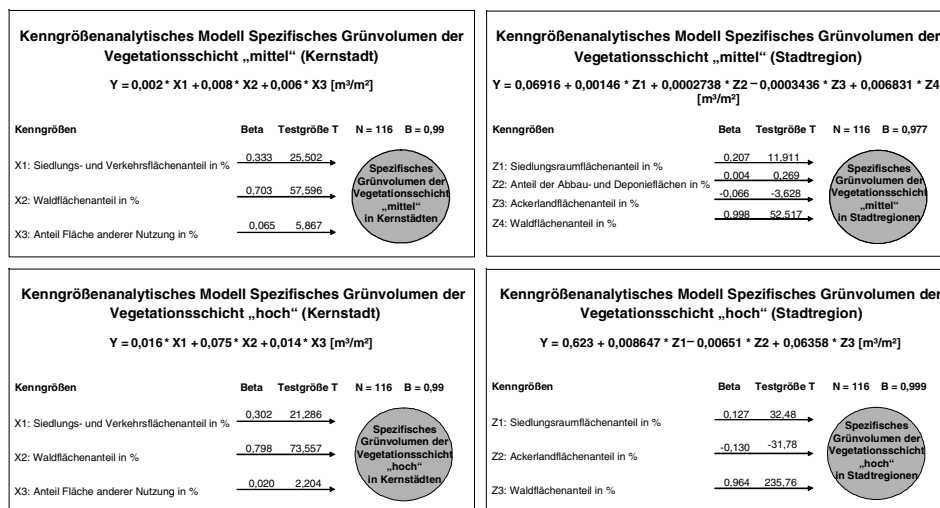 Kenngrößenanalytisches Modell Spezifisches Grünvolumen der
Vegetationsschicht „mittel“ (Kernstadt)
Y = 0,002 * X1 + 0,008 * X2 + 0,006 * X3 [m³/m²]
Kenngrößen Beta Testgröße T N = 116 B = 0,99
X1: Siedlungs- und Verkehrsflächenanteil in % 0,333 25,502
X2: Waldflächenanteil in % 0,703 57,596
X3: Anteil Fläche anderer Nutzung in % 0,065 5,867
Spezifisches
Grünvolumen der
Vegetationsschicht
„mittel“
in Kernstädten
Kenngrößenanalytisches Modell Spezifisches Grünvolumen der
Vegetationsschicht „mittel“ (Stadtregion)
Y = 0,06916 + 0,00146 * Z1 + 0,0002738 * Z2 − 0,0003436 * Z3 + 0,006831 * Z4
[m³/m²]
Kenngrößen Beta Testgröße T N = 116 B = 0,977
Z1: Siedlungsraumflächenanteil in % 0,207 11,911
Z2: Anteil der Abbau- und Deponieflächen in % 0,004 0,269
Z3: Ackerlandflächenanteil in % -0,066 -3,628
Z4: Waldflächenanteil in % 0,998 52,517
Spezifisches
Grünvolumen der
Vegetationsschicht
„mittel“
in Stadtregionen
Kenngrößenanalytisches Modell Spezifisches Grünvolumen der
Vegetationsschicht „hoch“ (Kernstadt)
Y = 0,016 * X1 + 0,075 * X2 + 0,014 * X3 [m³/m²]
Kenngrößen Beta Testgröße T N = 116 B = 0,99
X1: Siedlungs- und Verkehrsflächenanteil in % 0,302 21,286
X2: Waldflächenanteil in % 0,798 73,557
X3: Anteil Fläche anderer Nutzung in % 0,020 2,204
Spezifisches
Grünvolumen der
Vegetationsschicht
„hoch“
in Kernstädten
Kenngrößenanalytisches Modell Spezifisches Grünvolumen der
Vegetationsschicht „hoch“ (Stadtregion)
Y = 0,623 + 0,008647 * Z1 − 0,00651 * Z2 + 0,06358 * Z3 [m³/m²]
Kenngrößen Beta Testgröße T N = 116 B = 0,999
Z1: Siedlungsraumflächenanteil in % 0,127 32,48
Z2: Ackerlandflächenanteil in % -0,130 -31,78
Z3: Waldflächenanteil in % 0,964 235,76
Spezifisches
Grünvolumen der
Vegetationsschicht
„hoch“
in Stadtregionen